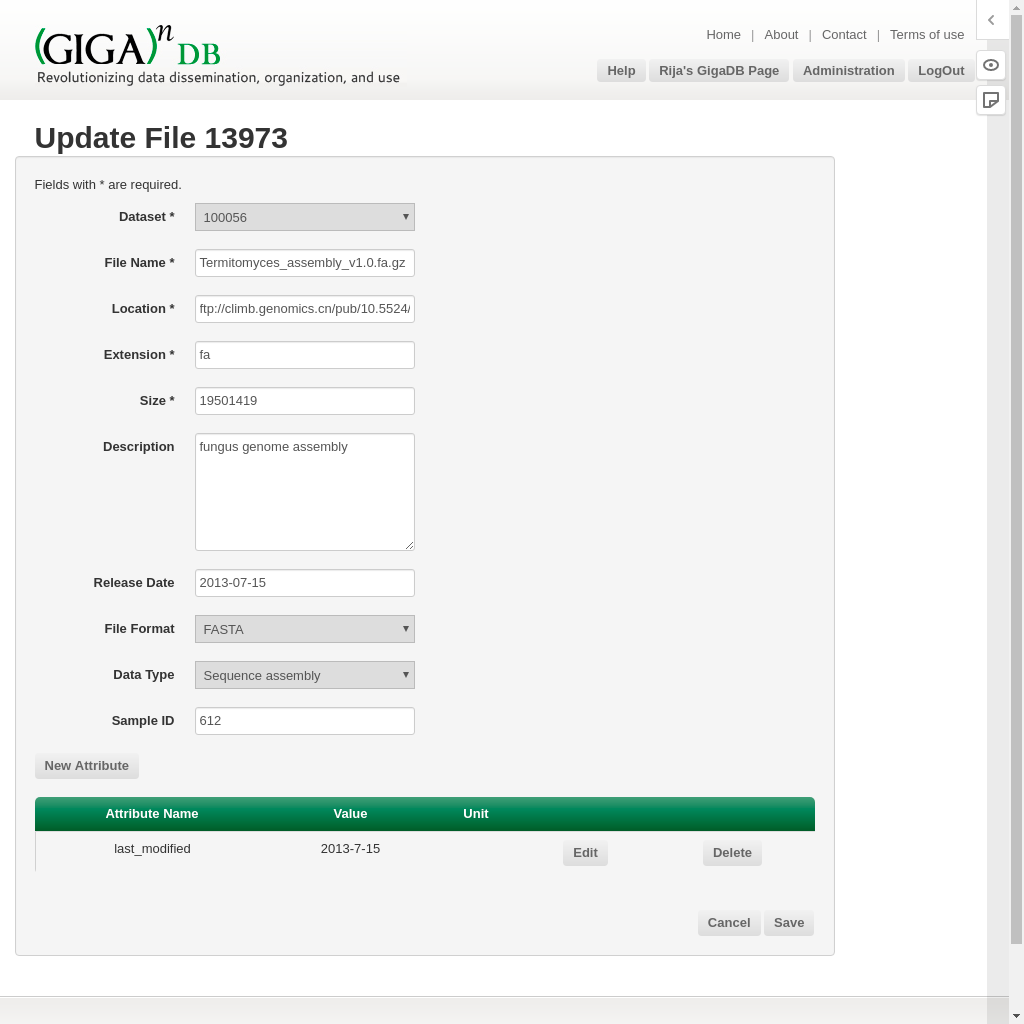 (GIGA)n DB
Revolutionizing data dissemination, organization, and use
Home | About | Contact | Terms of use
Help Rija's GigaDB Page Administration LogOut
Update File 13973
Fields with * are required.
Dataset * 100056
File Name * Termitomyces_assembly_v1.0.fa.gz
Location * ftp://climb.genomics.cn/pub/10.5524/
Extension * fa
Size * 19501419
Description fungus genome assembly
Release Date 2013-07-15
File Format FASTA
Data Type Sequence assembly
Sample ID 612
New Attribute
Attribute Name Value Unit
last_modified 2013-7-15 Edit Delete
Cancel Save